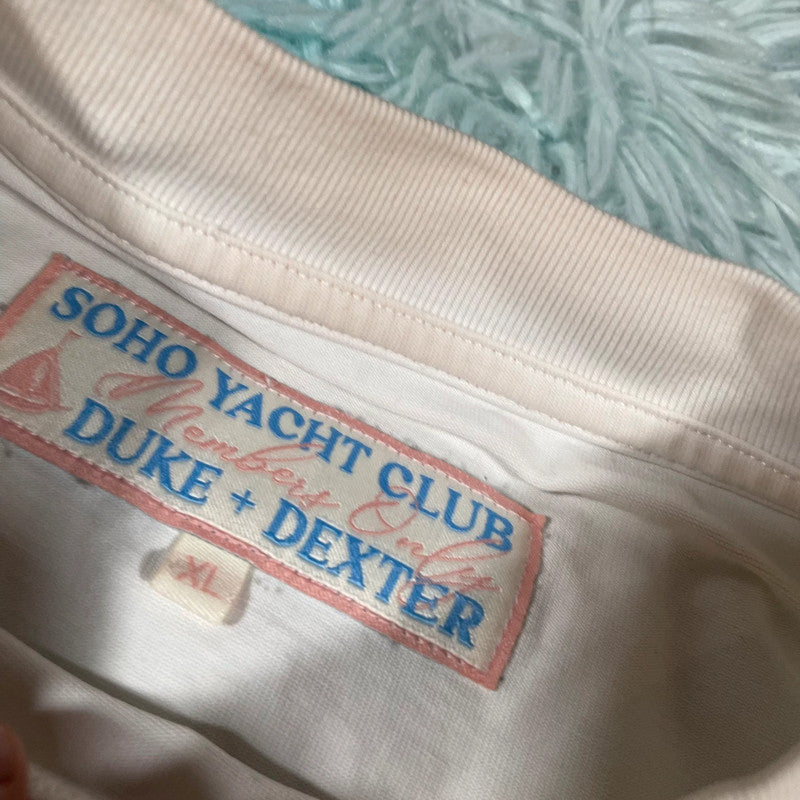 SOHO YACHT CLUB
Members Only
DUKE + DEXTER
XL